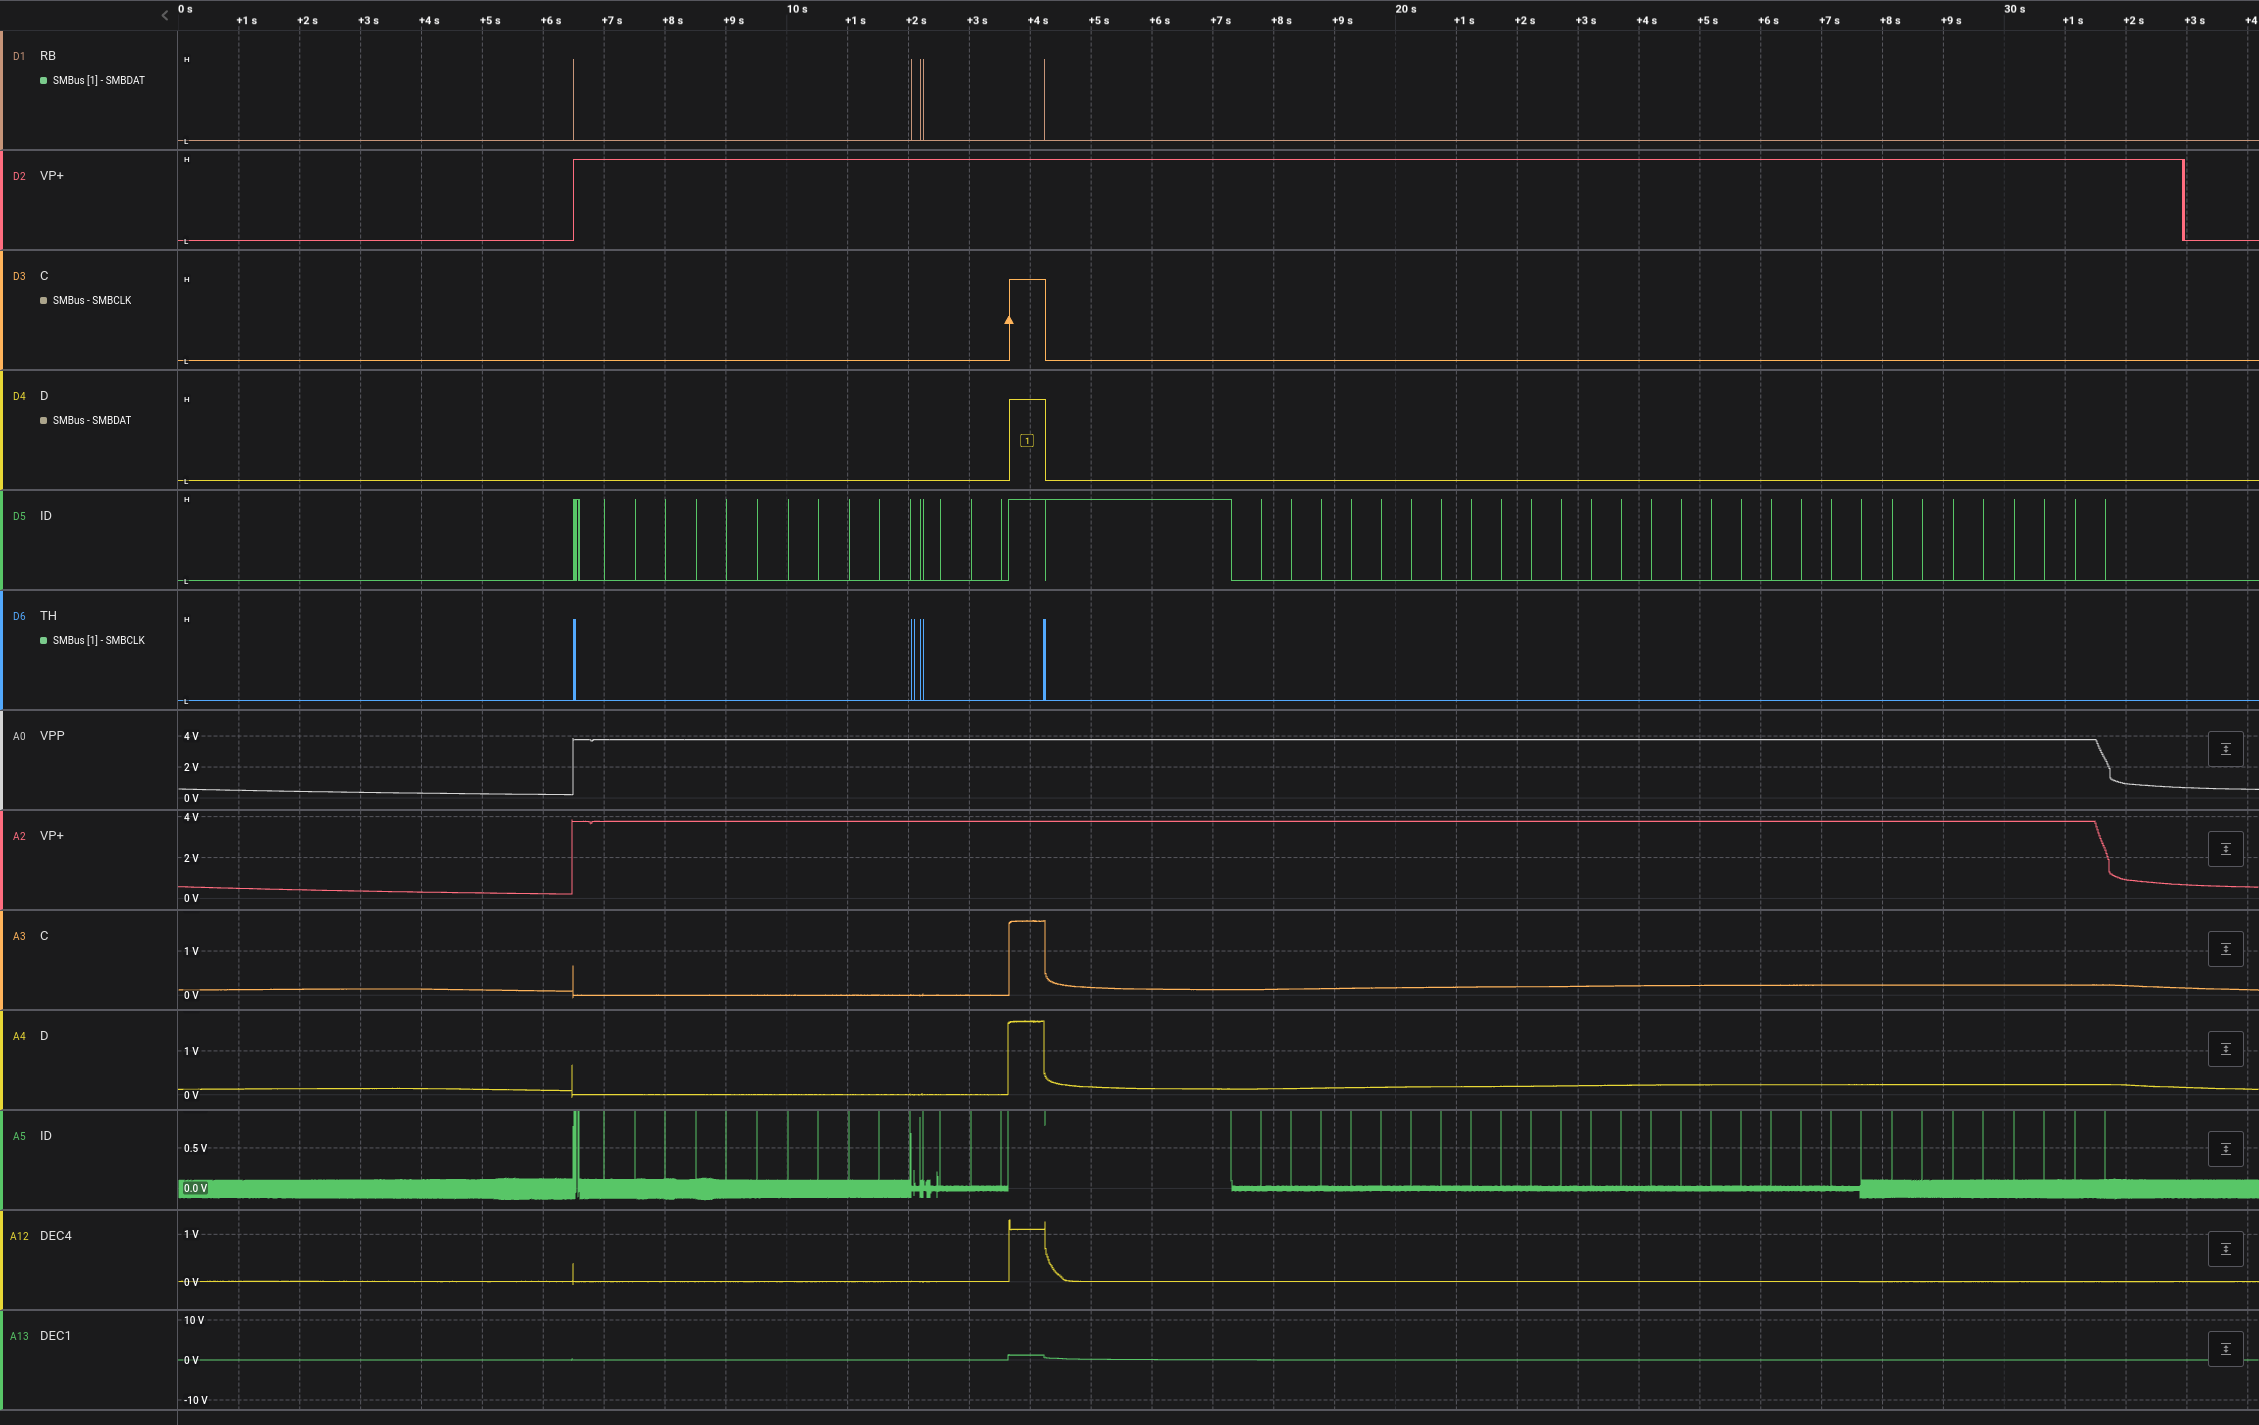 0 s 10 s 20 s 30 s
+1 s +2 s +3 s +4 s +5 s +6 s +7 s +8 s +9 s +1 s +2 s +3 s +4 s +5 s +6 s +7 s +8 s +9 s +1 s +2 s +3 s +4 s +5 s +6 s +7 s +8 s +9 s +1 s +2 s +3 s +4
D1 RB H
SMBus [1] - SMBDAT
L
D2 VP+ H
L
D3 C H
SMBus - SMBCLK
L
D4 D H
SMBus - SMBDAT
1
L
D5 ID H
L
D6 TH H
SMBus [1] - SMBCLK
L
A0 VPP 4 V
2 V
0 V
A2 VP+ 4 V
2 V
0 V
A3 C
1 V
0 V
A4 D
1 V
0 V
A5 ID
0.5 V
0.0 V
A12 DEC4 1 V
0 V
A13 DEC1 10 V
0 V
-10 V